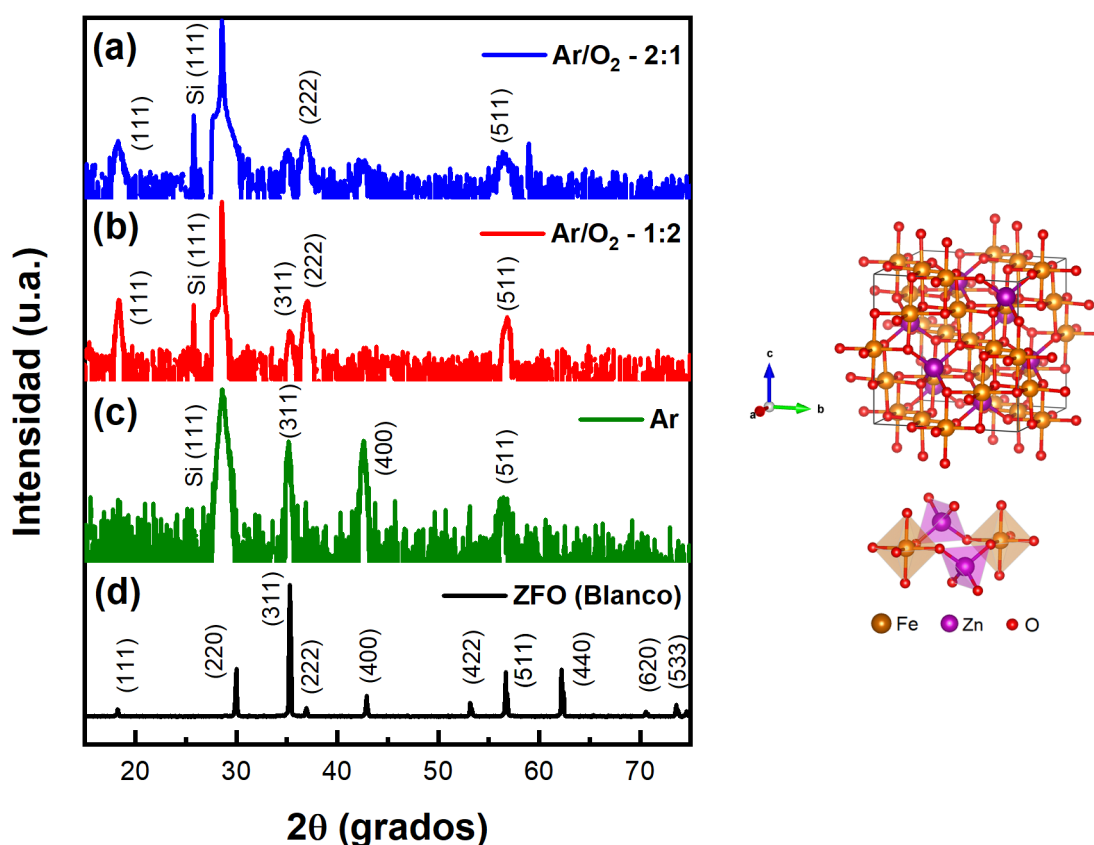 Intensidad (u.a.)
(a)
Ar/O₂ - 2:1
(111)
Si (111)
(222)
(511)
(b)
Ar/O₂ - 1:2
(111)
Si (111)
(311)
(222)
(511)
(c)
Ar
Si (111)
(311)
(400)
(511)
(d)
ZFO (Blanco)
(111)
(220)
(311)
(222)
(400)
(422)
(511)
(440)
(620)
(533)
20 30 40 50 60 70
2θ (grados)
c
a
b
Fe Zn O